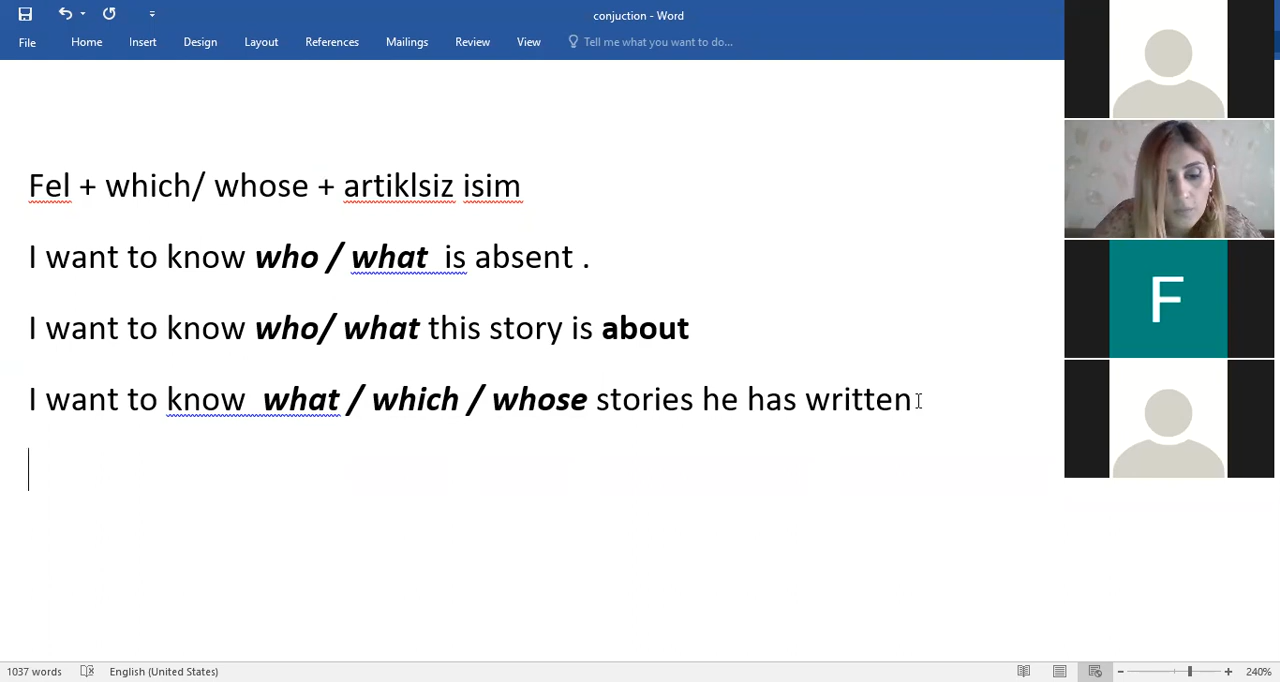 conjuction - Word
File Home Insert Design Layout References Mailings Review View Tell me what you want to do...
Fel + which/ whose + artiklsiz isim
I want to know who / what is absent .
I want to know who/ what this story is about
I want to know what / which / whose stories he has written
F
1037 words English (United States) 240%